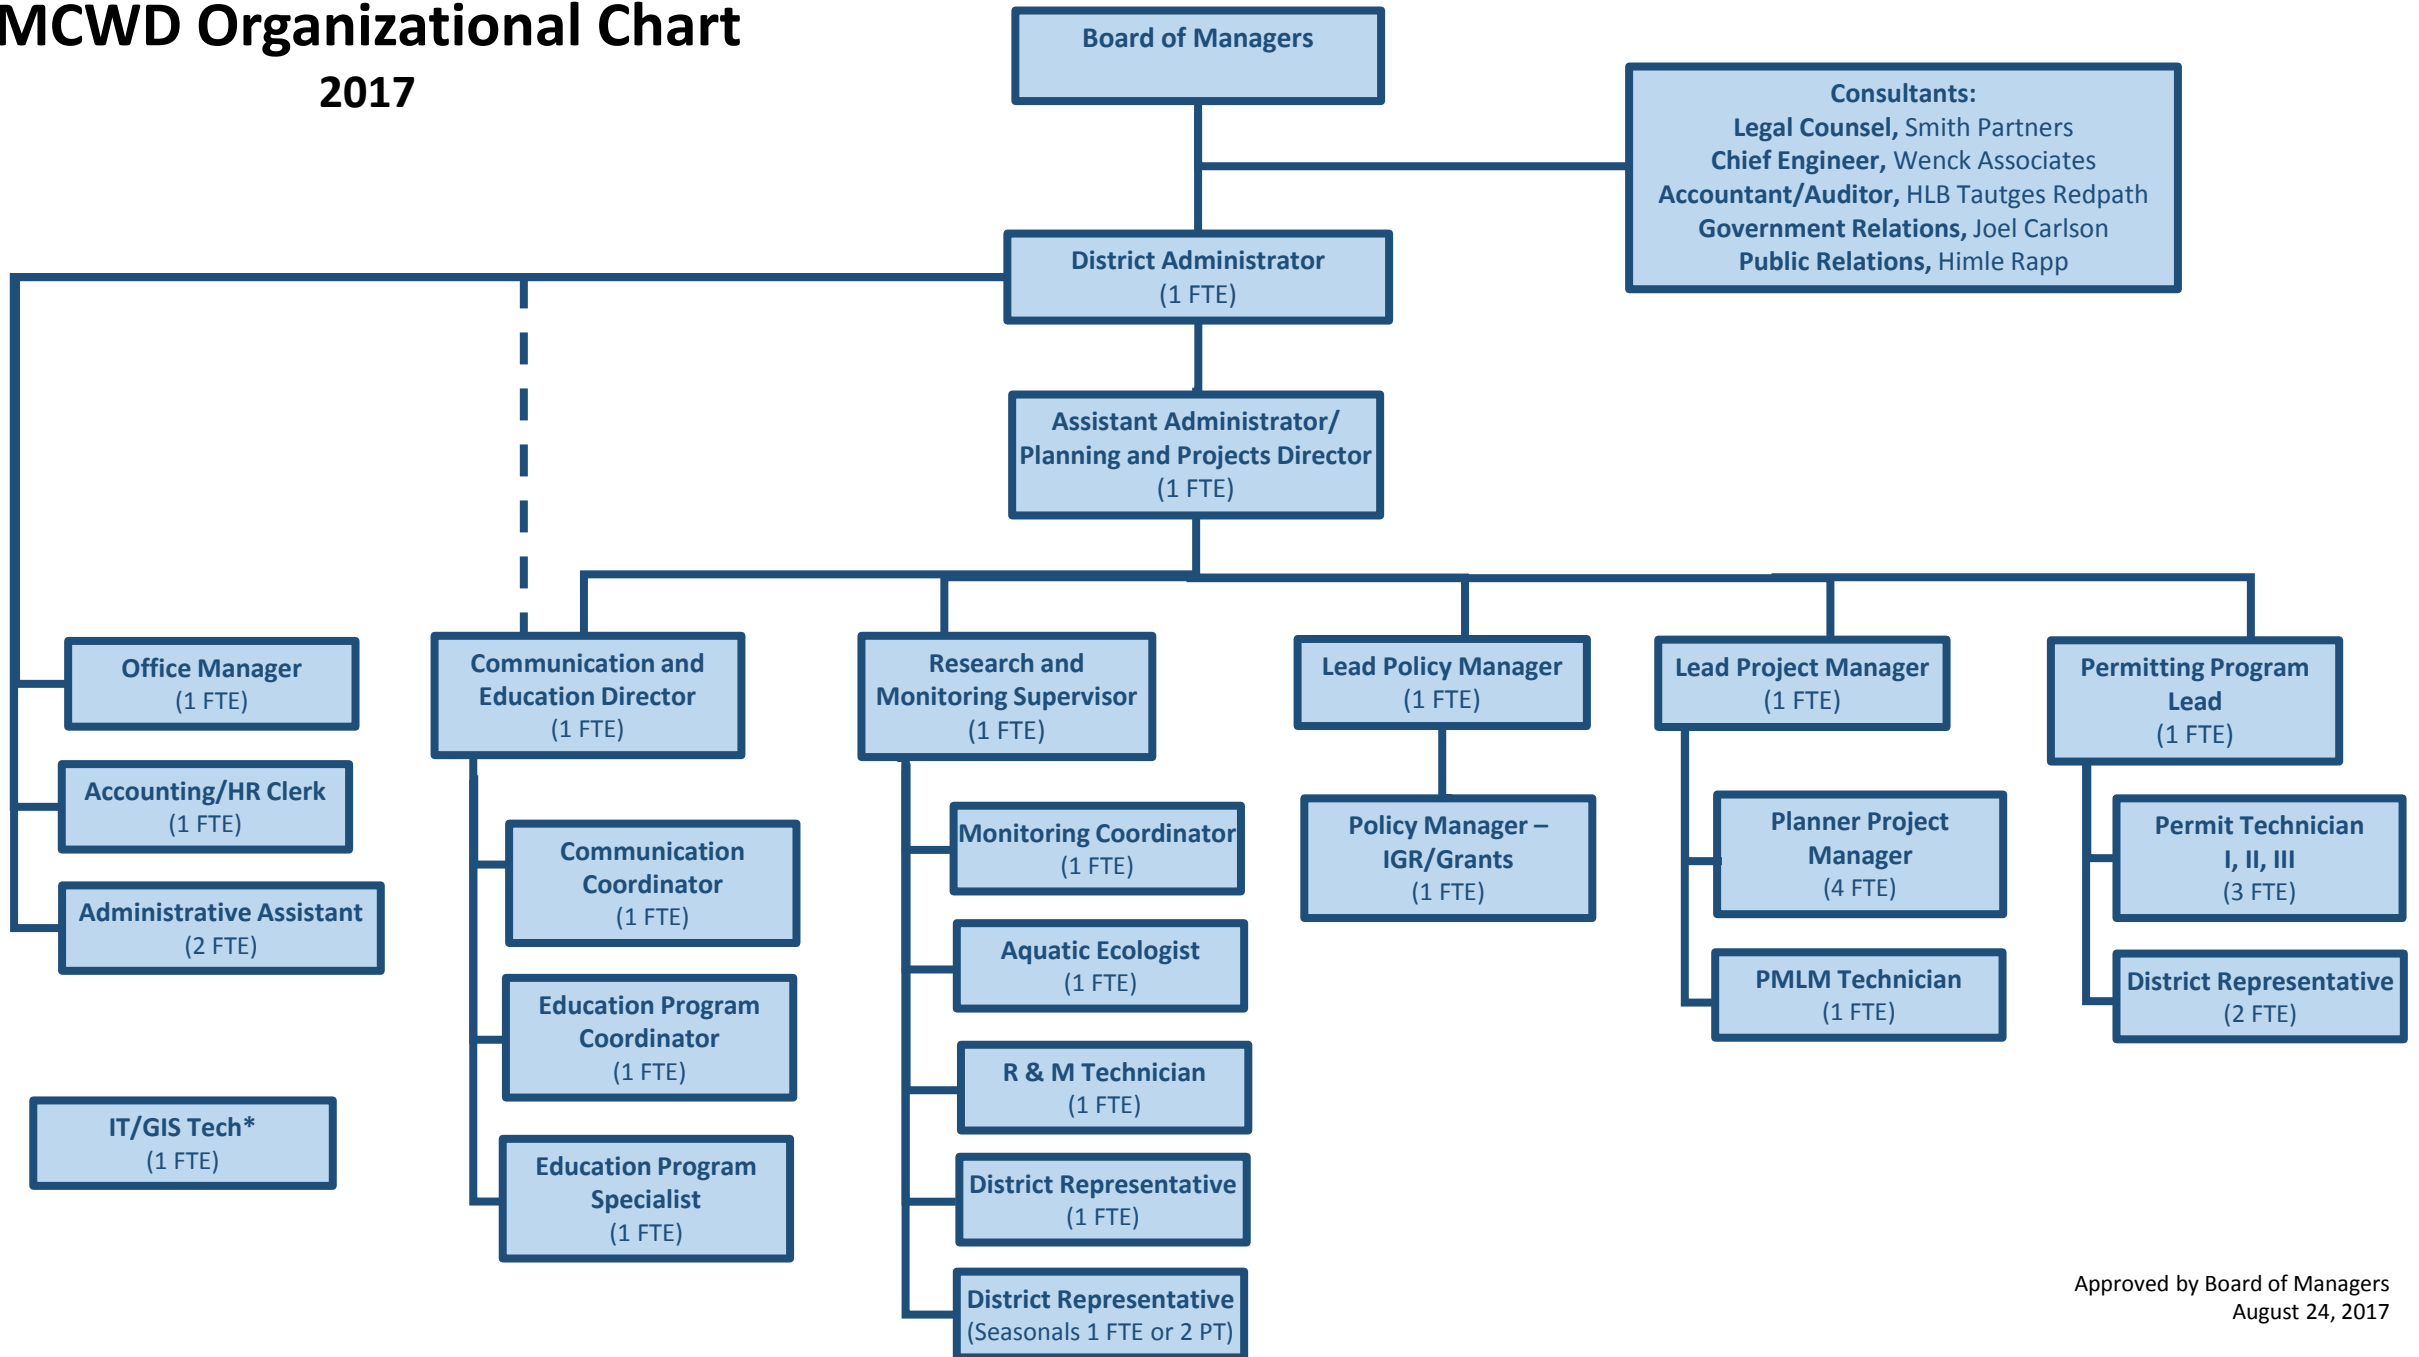 MCWD Organizational Chart
2017
Board of Managers
Consultants:
Legal Counsel, Smith Partners
Chief Engineer, Wenck Associates
Accountant/Auditor, HLB Tautges Redpath
Government Relations, Joel Carlson
Public Relations, Himle Rapp
District Administrator
(1 FTE)
Assistant Administrator/
Planning and Projects Director
(1 FTE)
Office Manager
(1 FTE)
Accounting/HR Clerk
(1 FTE)
Administrative Assistant
(2 FTE)
IT/GIS Tech*
(1 FTE)
Communication and
Education Director
(1 FTE)
Communication
Coordinator
(1 FTE)
Education Program
Coordinator
(1 FTE)
Education Program
Specialist
(1 FTE)
Research and
Monitoring Supervisor
(1 FTE)
Monitoring Coordinator
(1 FTE)
Aquatic Ecologist
(1 FTE)
R & M Technician
(1 FTE)
District Representative
(1 FTE)
District Representative
(Seasonals 1 FTE or 2 PT)
Lead Policy Manager
(1 FTE)
Policy Manager –
IGR/Grants
(1 FTE)
Lead Project Manager
(1 FTE)
Planner Project
Manager
(4 FTE)
PMLM Technician
(1 FTE)
Permitting Program
Lead
(1 FTE)
Permit Technician
I, II, III
(3 FTE)
District Representative
(2 FTE)
Approved by Board of Managers
August 24, 2017